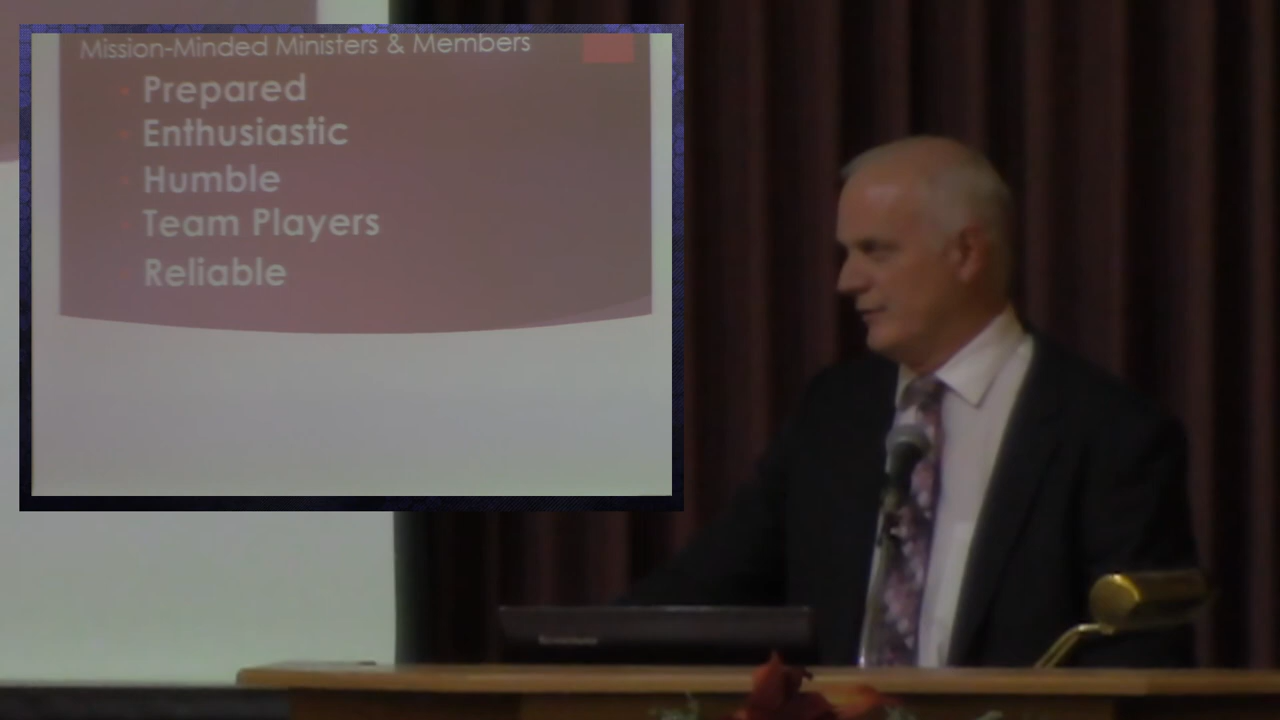 Mission-Minded Ministers & Members
Prepared
Enthusiastic
Humble
Team Players
Reliable